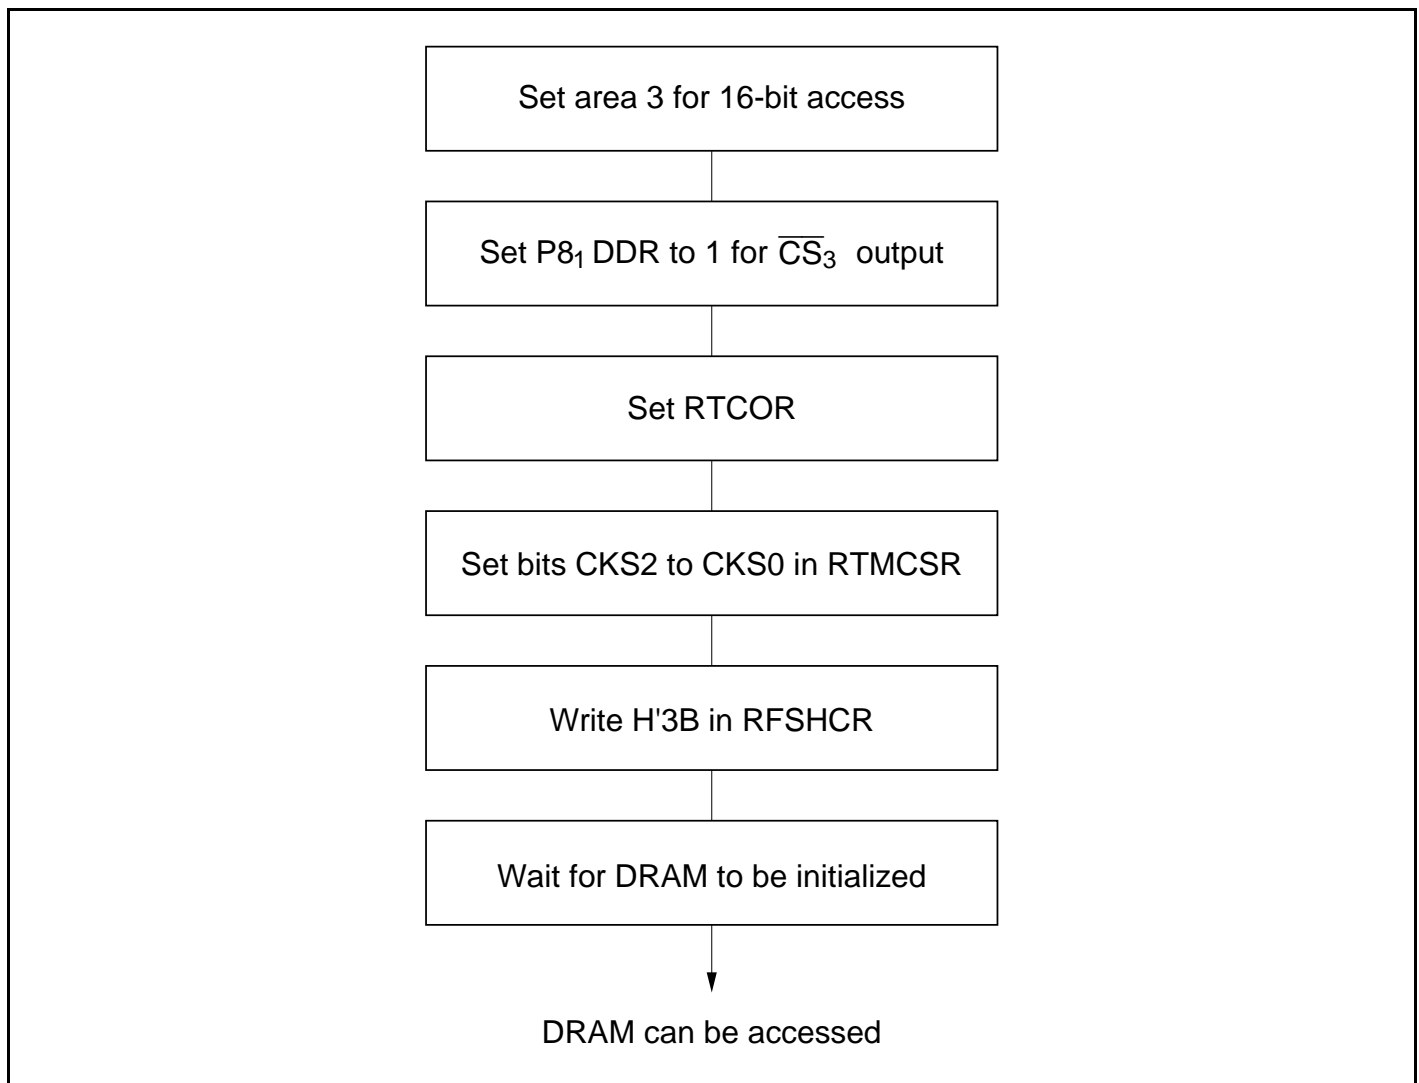 Set area 3 for 16-bit access
Set P8₁ DDR to 1 for C̅S̅₃ output
Set RTCOR
Set bits CKS2 to CKS0 in RTMCSR
Write H'3B in RFSHCR
Wait for DRAM to be initialized
DRAM can be accessed